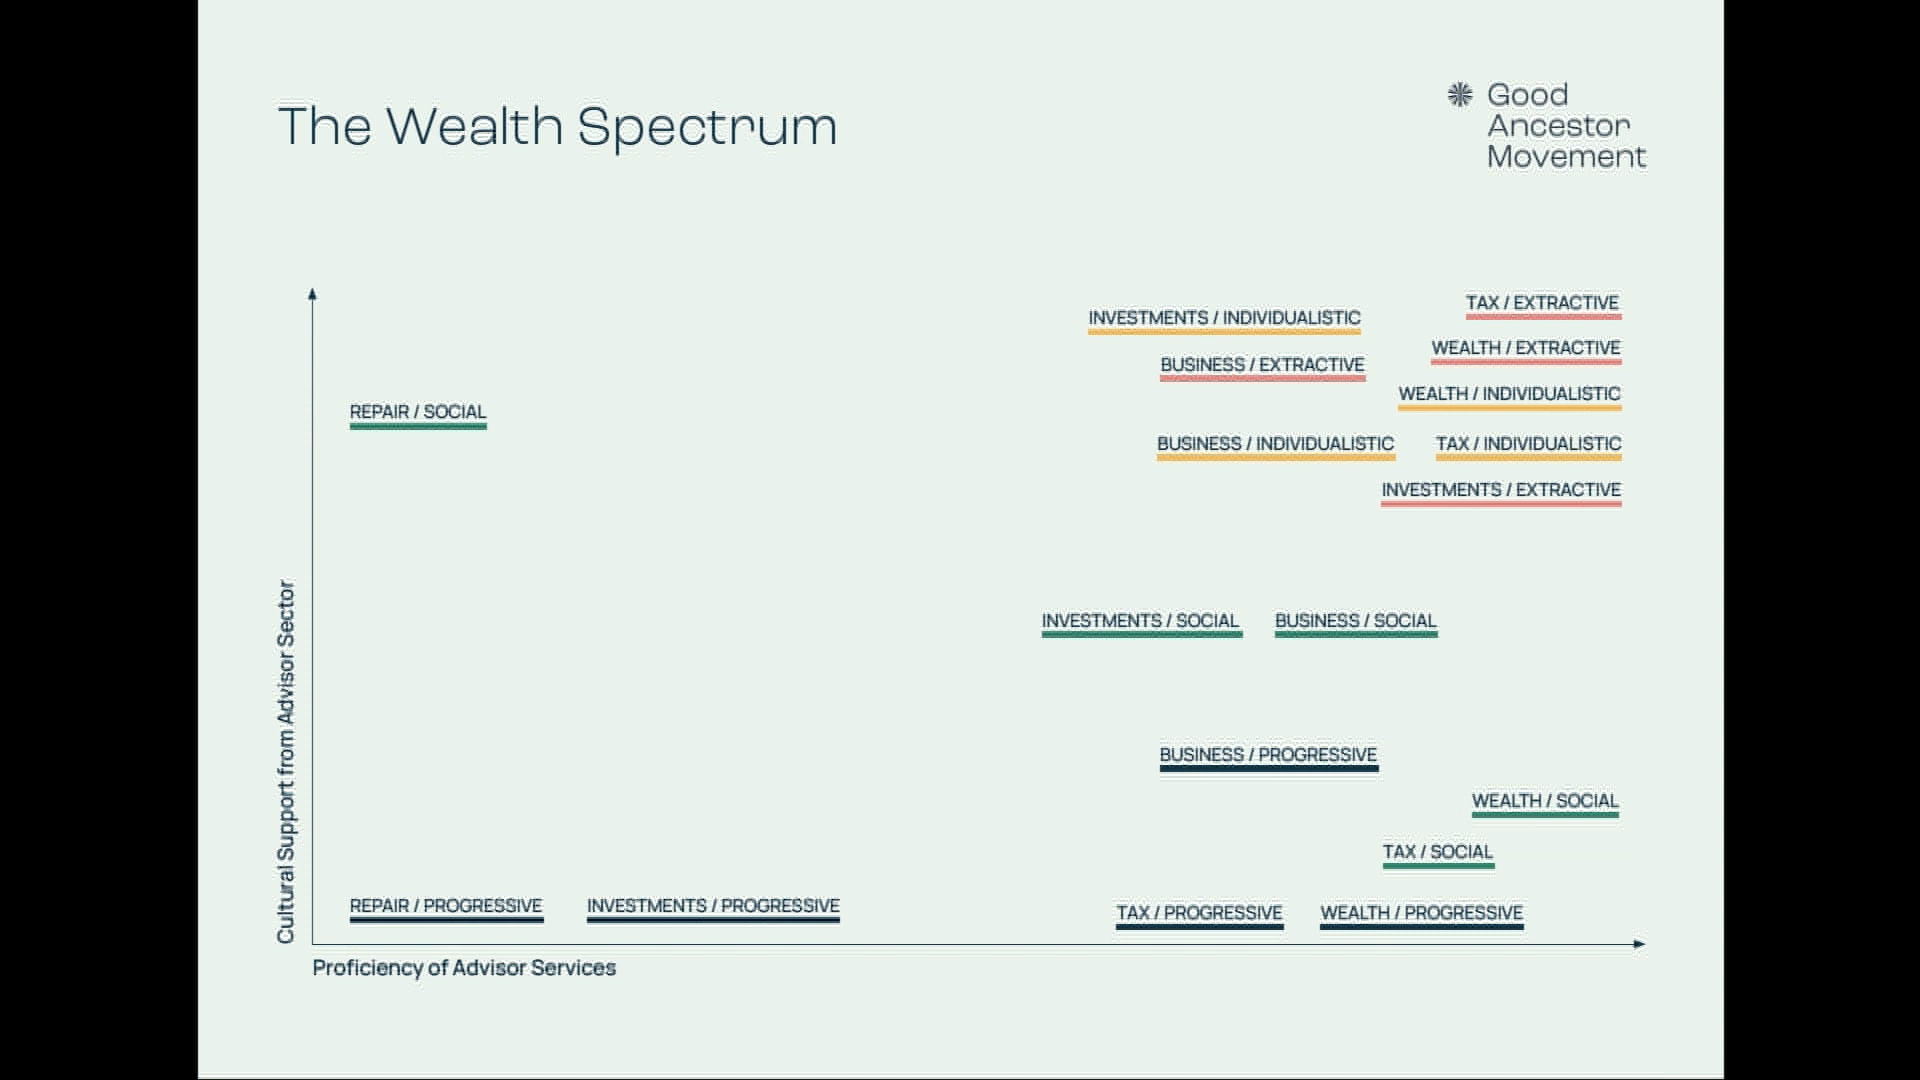 The Wealth Spectrum
Good
Ancestor
Movement
TAX / EXTRACTIVE
INVESTMENTS / INDIVIDUALISTIC
WEALTH / EXTRACTIVE
BUSINESS / EXTRACTIVE
WEALTH / INDIVIDUALISTIC
REPAIR / SOCIAL
BUSINESS / INDIVIDUALISTIC
TAX / INDIVIDUALISTIC
INVESTMENTS / EXTRACTIVE
INVESTMENTS / SOCIAL
BUSINESS / SOCIAL
BUSINESS / PROGRESSIVE
WEALTH / SOCIAL
TAX / SOCIAL
REPAIR / PROGRESSIVE
INVESTMENTS / PROGRESSIVE
TAX / PROGRESSIVE
WEALTH / PROGRESSIVE
Cultural Support from Advisor Sector
Proficiency of Advisor Services